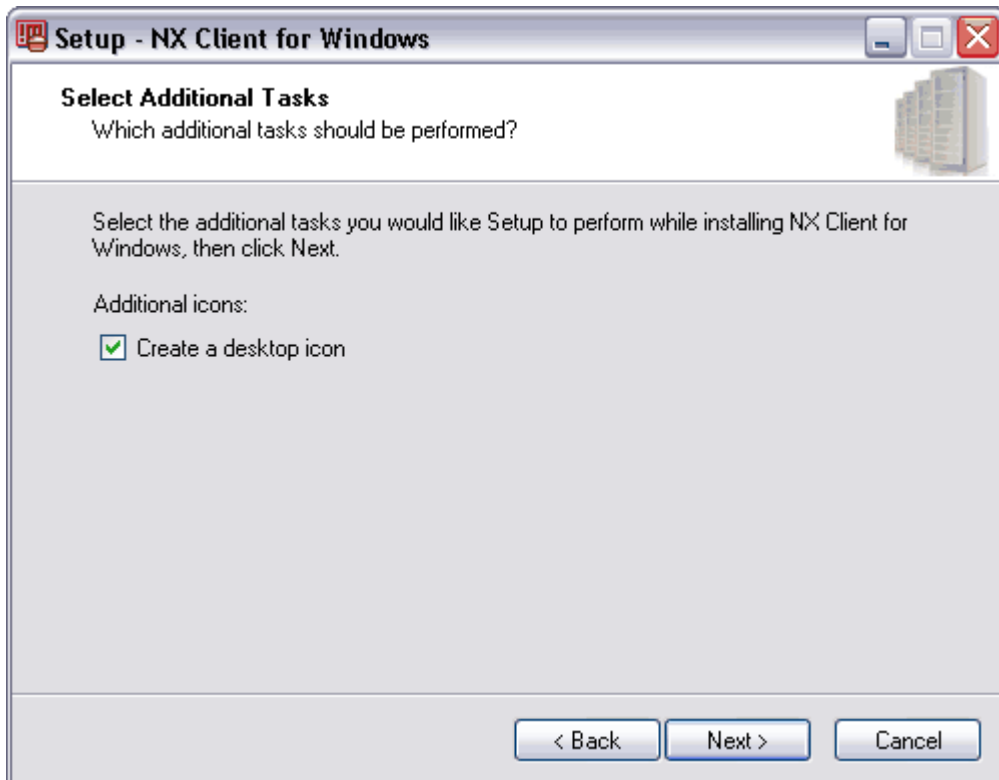 Setup - NX Client for Windows
Select Additional Tasks
Which additional tasks should be performed?
Select the additional tasks you would like Setup to perform while installing NX Client for
Windows, then click Next.
Additional icons:
Create a desktop icon
< Back
Next >
Cancel